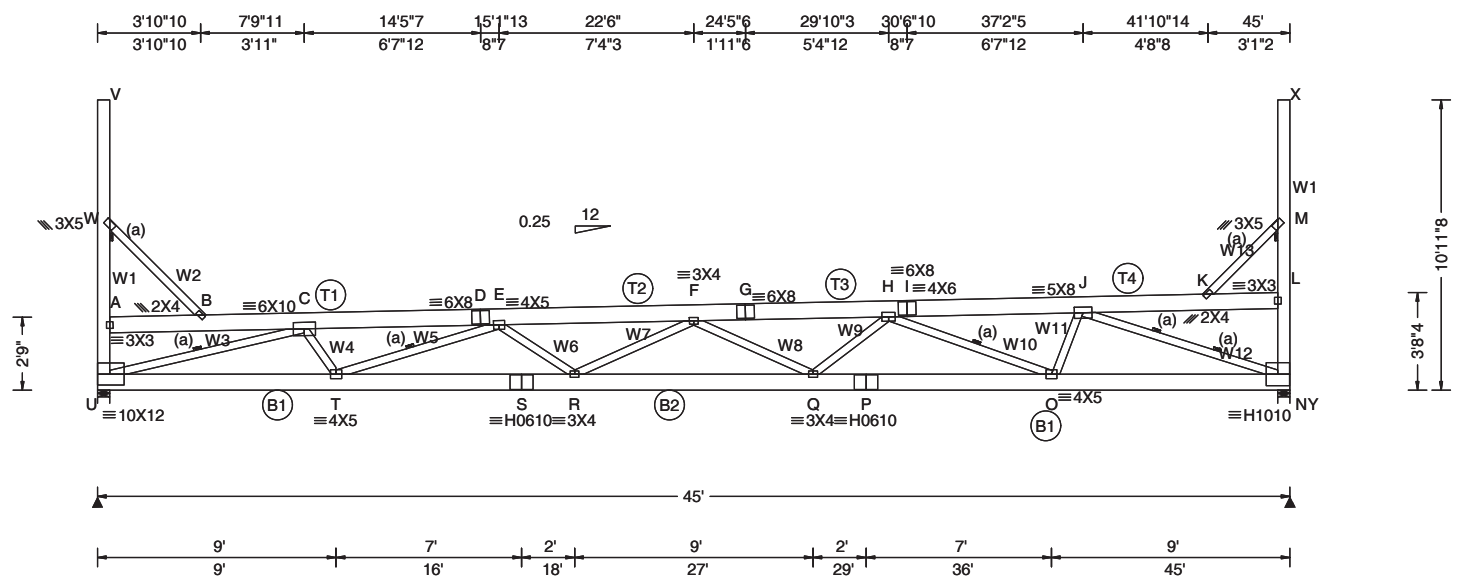 3'10"10 7'9"11 14'5"7 15'1"13 22'6" 24'5"6 29'10"3 30'6"10 37'2"5 41'10"14 45'
3'10"10 3'11" 6'7"12 8"7 7'4"3 1'11"6 5'4"12 8"7 6'7"12 4'8"8 3'1"2
V X
W1
W 3X5 (a) 0.25 12 3X5 M
(a)
W13
W1 W2 ≡3X4 ≡6X8 K L
A 2X4 B ≡6X10 C T1 ≡6X8 D E ≡4X5 T2 F G ≡6X8 T3 H I ≡4X6 ≡5X8 J T4 ≡3X3
2X4
≡3X3 (a) W3 W4 (a) W5 W6 W7 W8 W9 (a) W10 W11 (a) (a) W12
2'9" 3'8"4 10'11"8
U B1 T S R B2 Q P O NY
≡10X12 ≡4X5 ≡H0610≡3X4 ≡3X4≡H0610 ≡4X5 ≡H1010
B1
45'
9' 7' 2' 9' 2' 7' 9'
9' 16' 18' 27' 29' 36' 45'